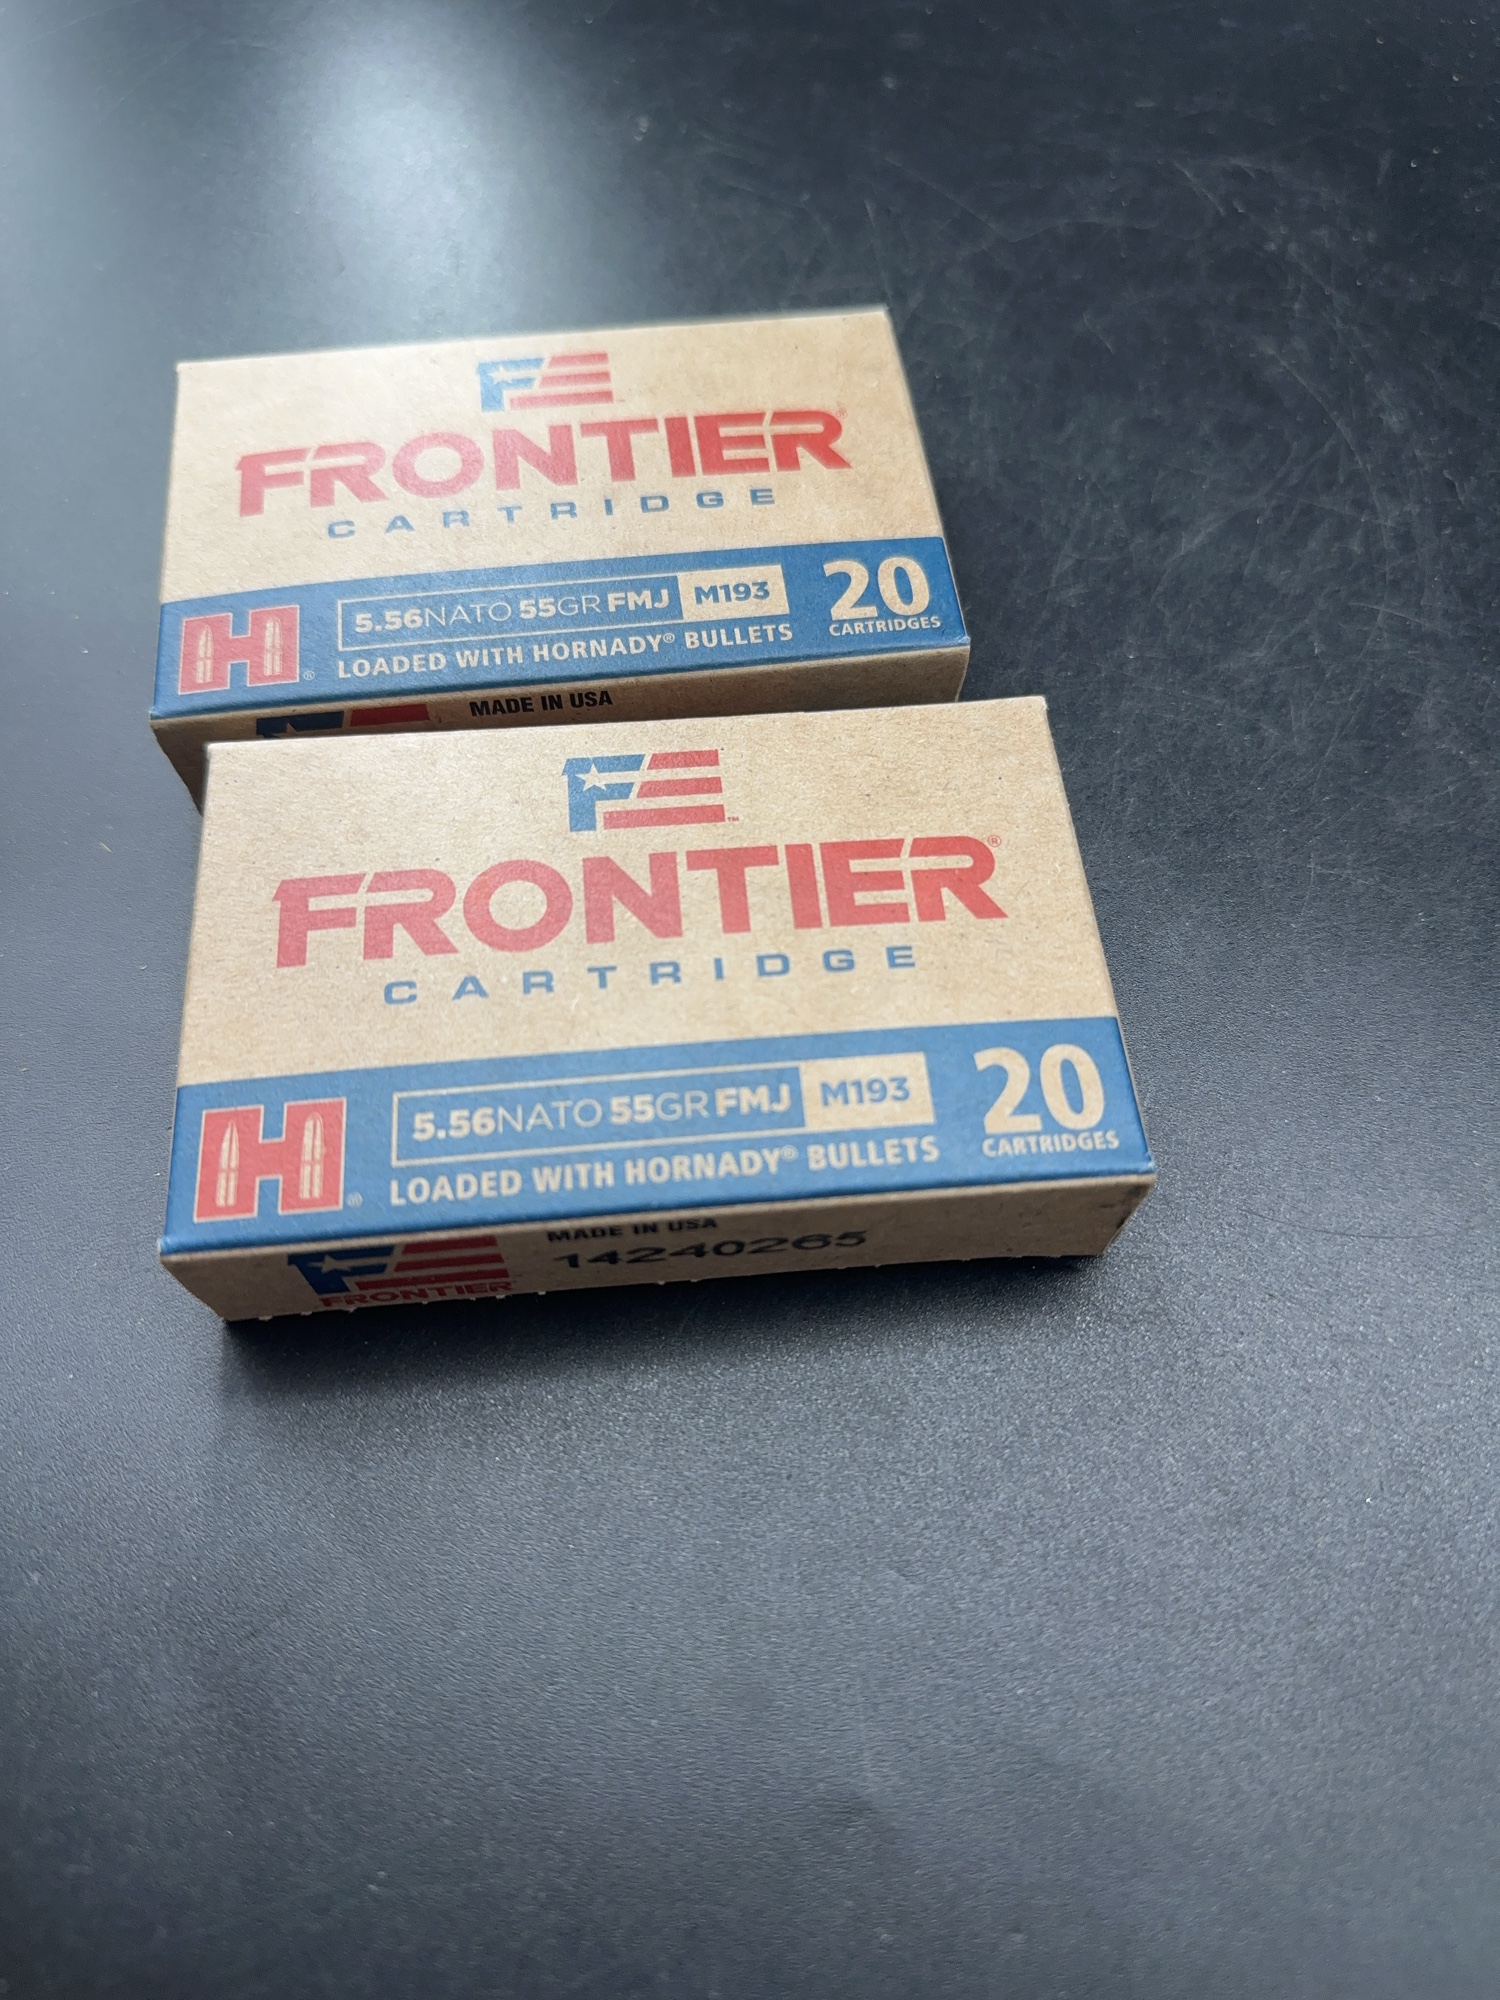 FRONTIER®
CARTRIDGE
5.56NATO 55GR FMJ M193
LOADED WITH HORNADY® BULLETS
20
CARTRIDGES
H®
MADE IN USA
F™
FRONTIER®
CARTRIDGE
5.56NATO 55GR FMJ M193
LOADED WITH HORNADY® BULLETS
20
CARTRIDGES
H®
MADE IN USA
14240265
FRONTIER